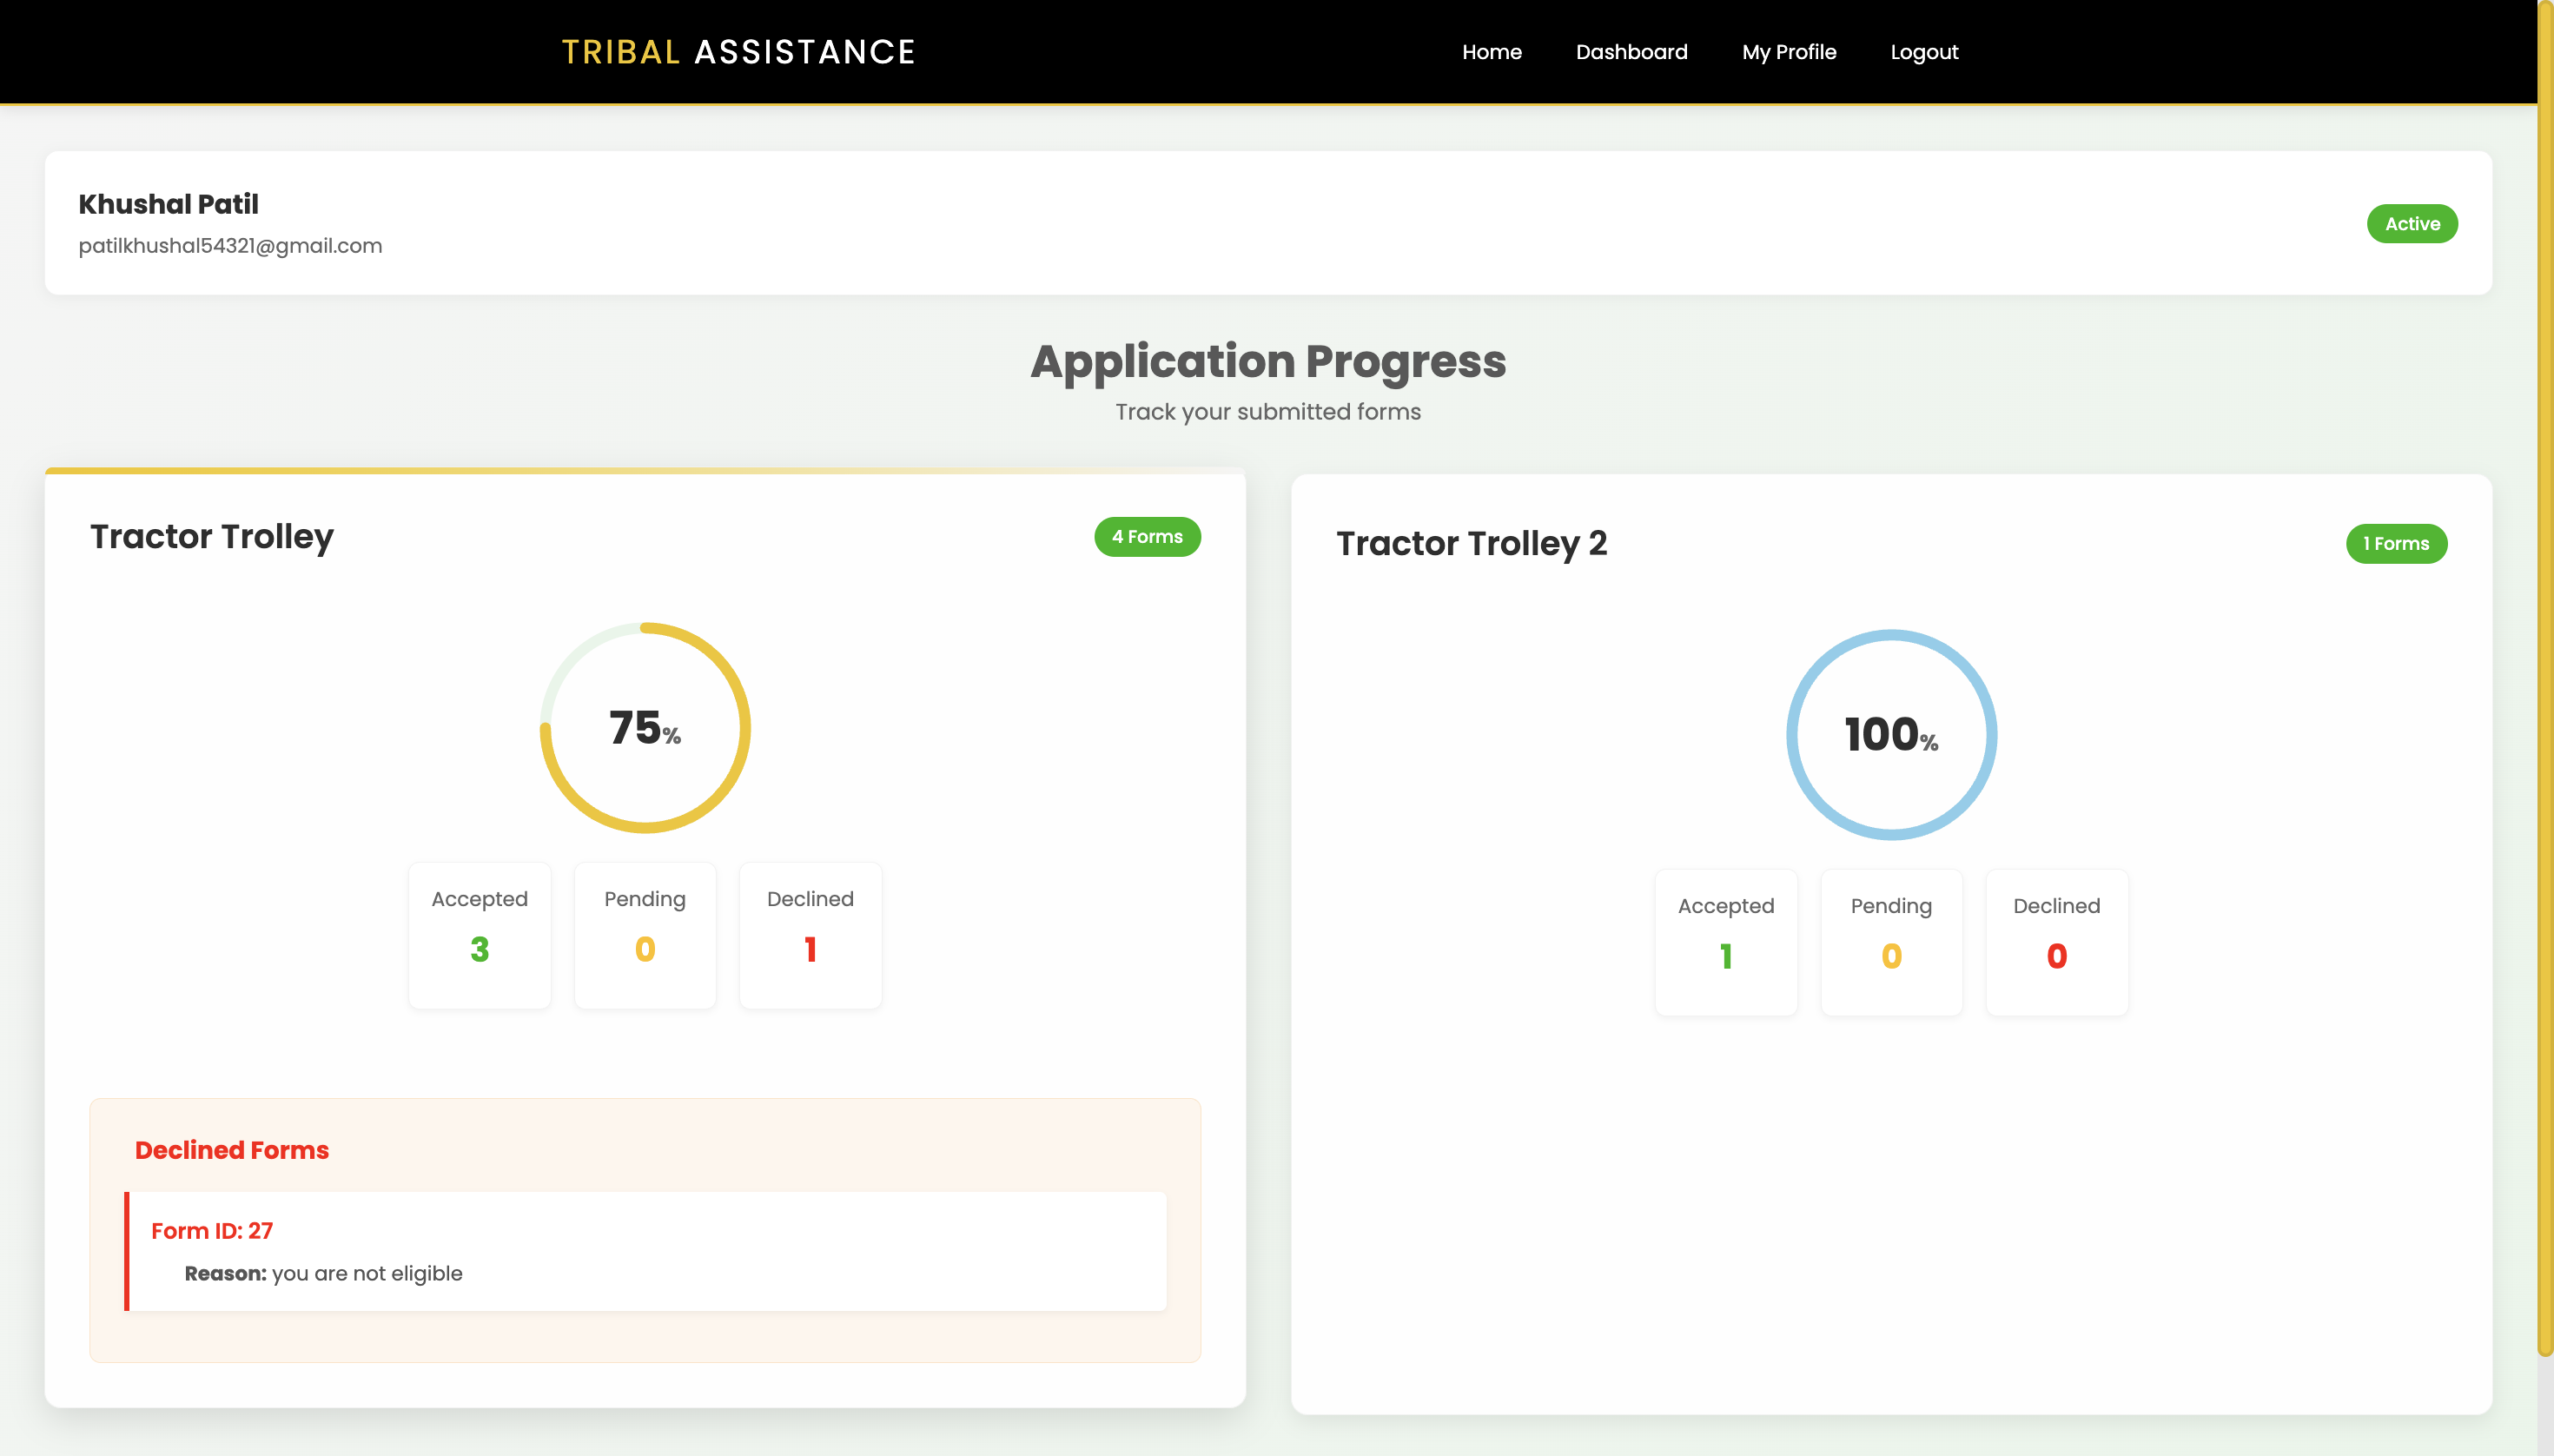 TRIBAL ASSISTANCE
Home Dashboard My Profile Logout
Khushal Patil
patilkhushal54321@gmail.com
Active
Application Progress
Track your submitted forms
Tractor Trolley
4 Forms
75%
Accepted Pending Declined
3 0 1
Declined Forms
Form ID: 27
Reason: you are not eligible
Tractor Trolley 2
1 Forms
100%
Accepted Pending Declined
1 0 0